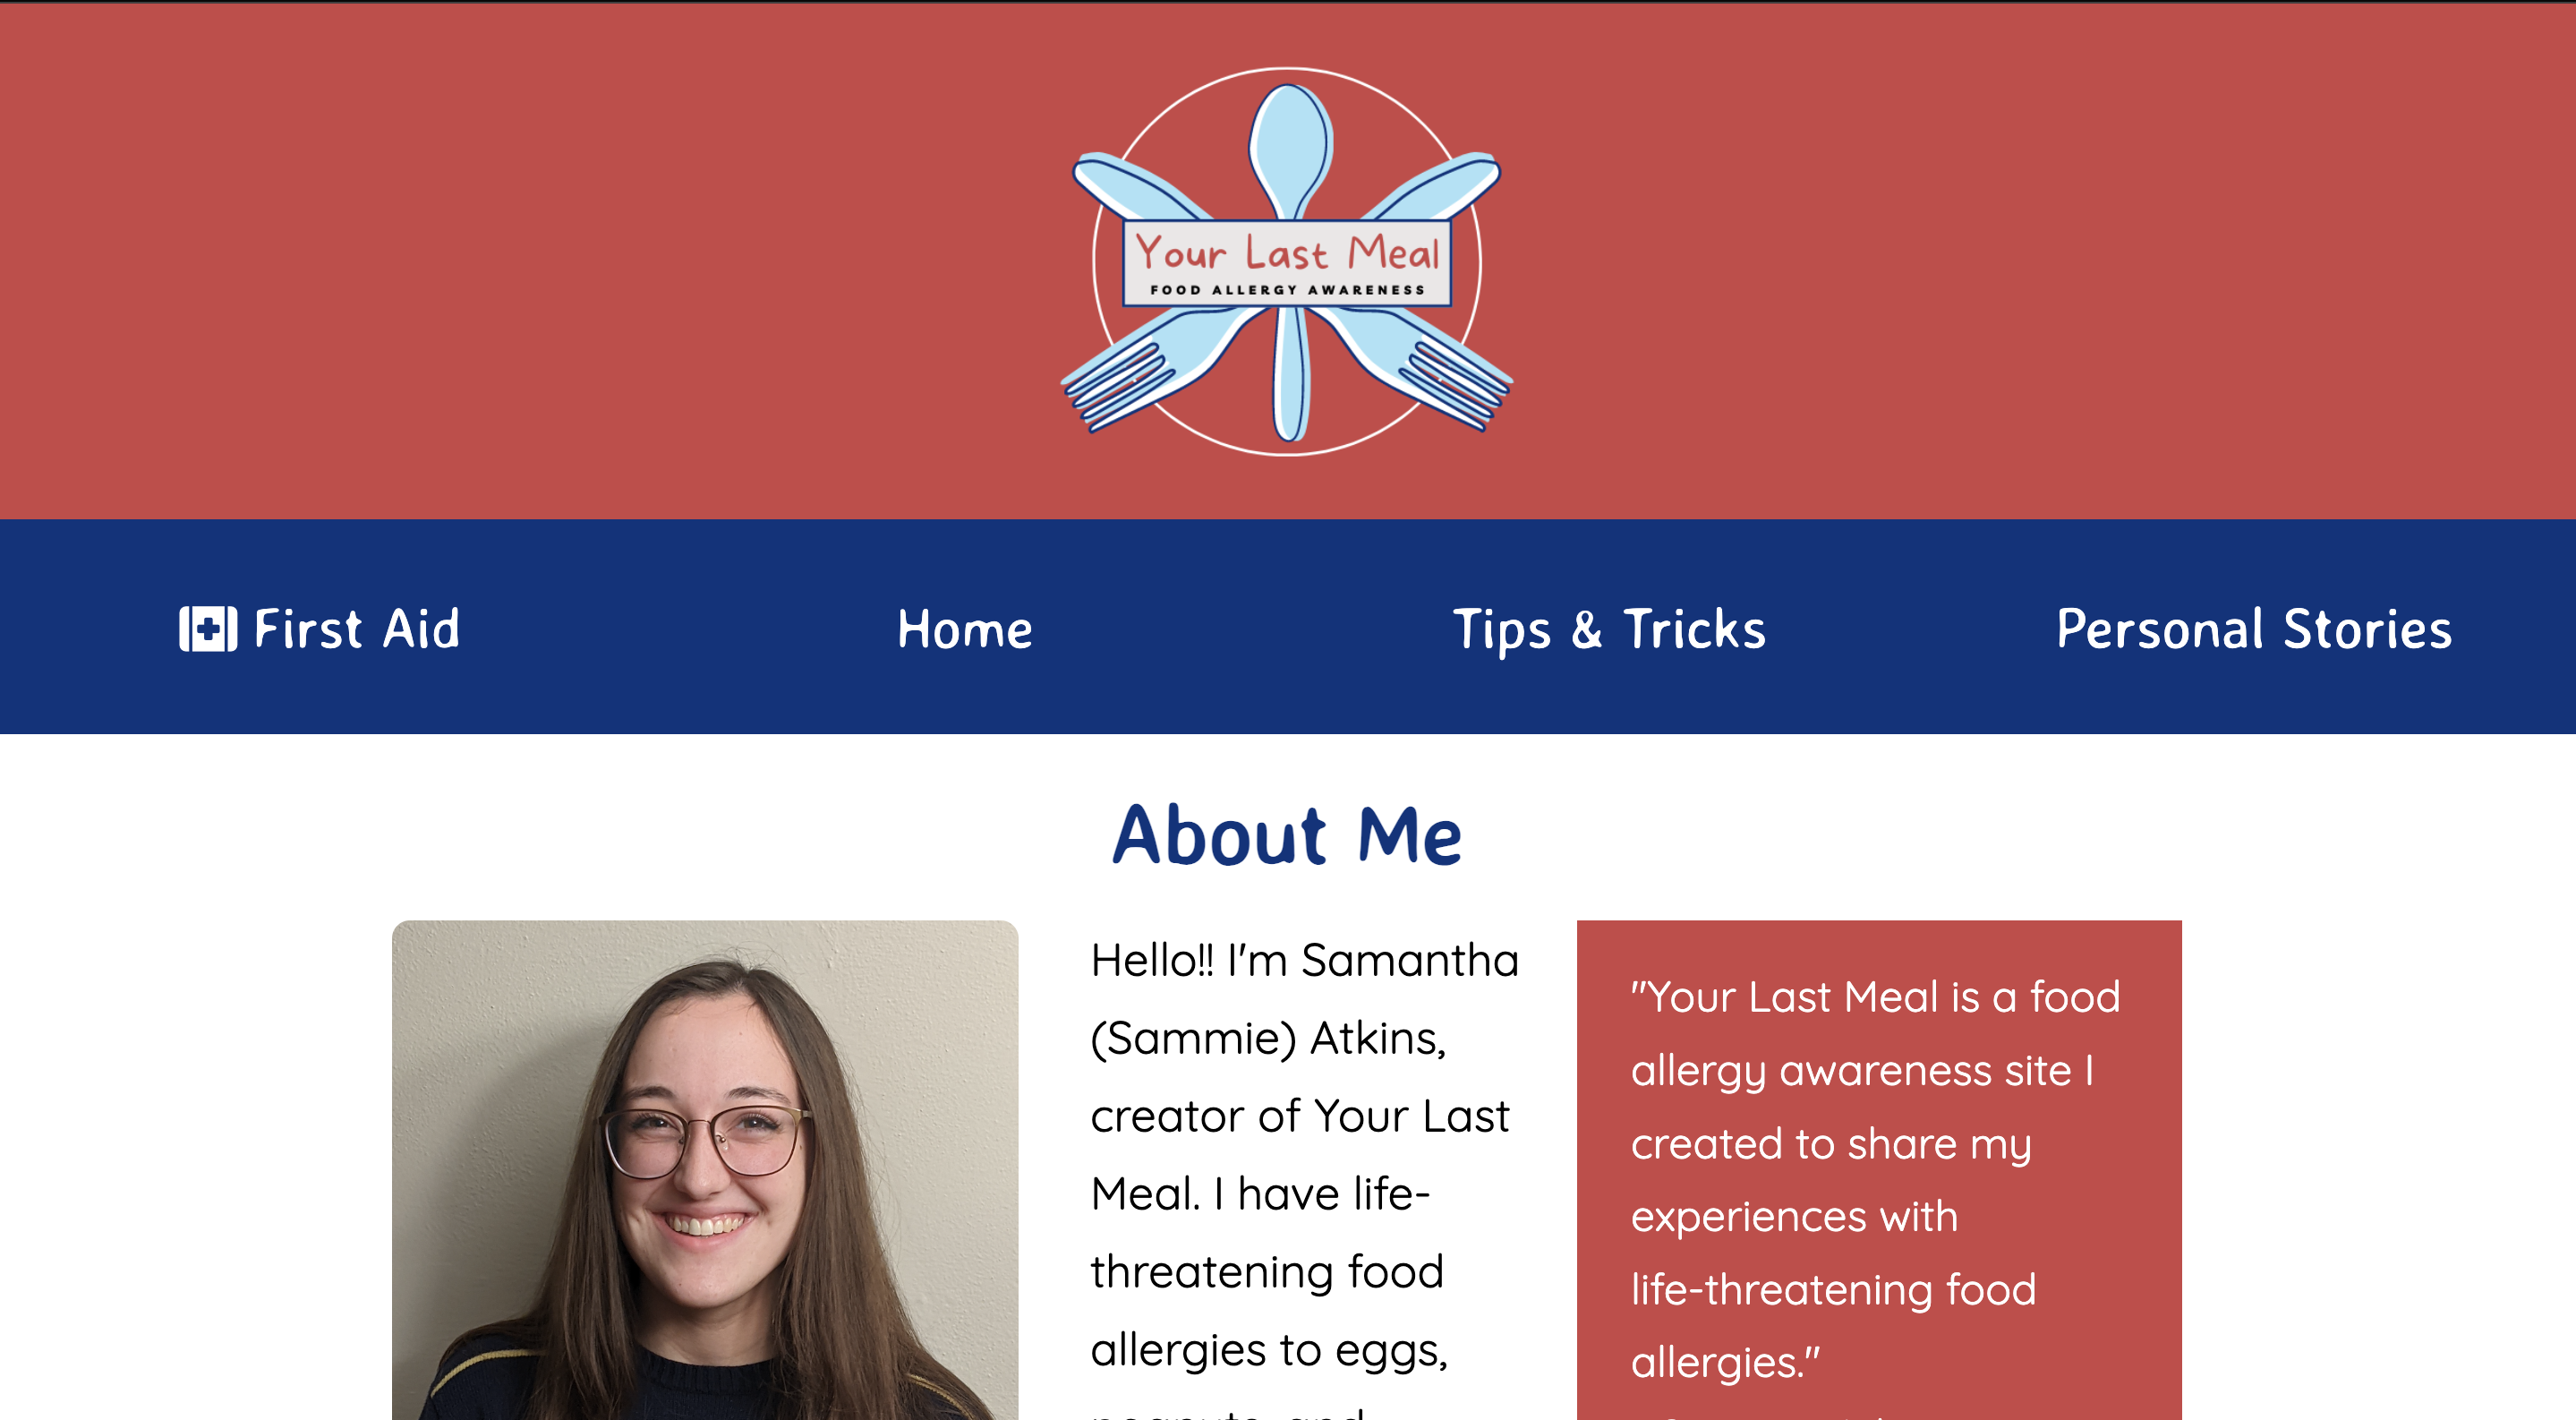 Your Last Meal
FOOD ALLERGY AWARENESS
First Aid
Home
Tips & Tricks
Personal Stories
About Me
Hello!! I'm Samantha
(Sammie) Atkins,
creator of Your Last
Meal. I have life-
threatening food
allergies to eggs,
peanuts, and
"Your Last Meal is a food
allergy awareness site I
created to share my
experiences with
life-threatening food
allergies."